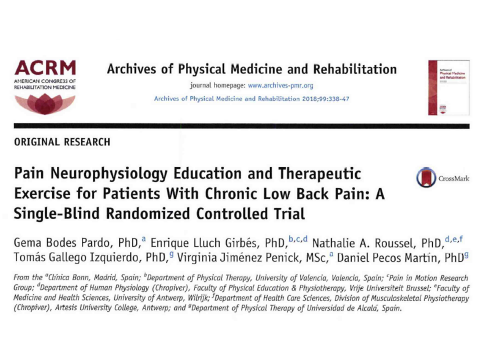 ACRM
AMERICAN CONGRESS OF
REHABILITATION MEDICINE
Archives of Physical Medicine and Rehabilitation
journal homepage: www.archives-pmr.org
Archives of Physical Medicine and Rehabilitation 2018;99:338-47
ORIGINAL RESEARCH
Pain Neurophysiology Education and Therapeutic
Exercise for Patients With Chronic Low Back Pain: A
Single-Blind Randomized Controlled Trial
CrossMark
Gema Bodes Pardo, PhD,a Enrique Lluch Girbés, PhD,b,c,d Nathalie A. Roussel, PhD,d,e,f
Tomás Gallego Izquierdo, PhD,g Virginia Jiménez Penick, MSc,a Daniel Pecos Martín, PhDg
From the aClínica Bonn, Madrid, Spain; bDepartment of Physical Therapy, University of Valencia, Valencia, Spain; cPain in Motion Research
Group; dDepartment of Human Physiology (Chropiver), Faculty of Physical Education & Physiotherapy, Vrije Universiteit Brussel; eFaculty of
Medicine and Health Sciences, University of Antwerp, Wilrijk; fDepartment of Health Care Sciences, Division of Musculoskeletal Physiotherapy
(Chropiver), Artesis University College, Antwerp; and gDepartment of Physical Therapy of Universidad de Alcalá, Spain.